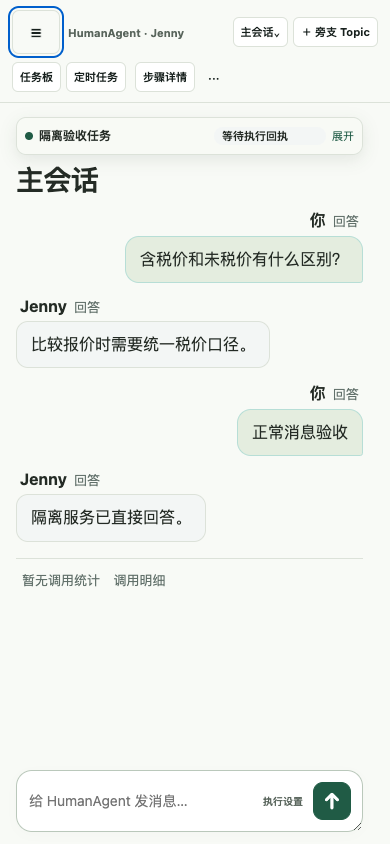 ≡ HumanAgent · Jenny 主会话⌄ ＋ 旁支 Topic
任务板 定时任务 步骤详情 ...
隔离验收任务 等待执行回执 展开
主会话
你 回答
含税价和未税价有什么区别？
Jenny 回答
比较报价时需要统一税价口径。
你 回答
正常消息验收
Jenny 回答
隔离服务已直接回答。
暂无调用统计 调用明细
给 HumanAgent 发消息... 执行设置